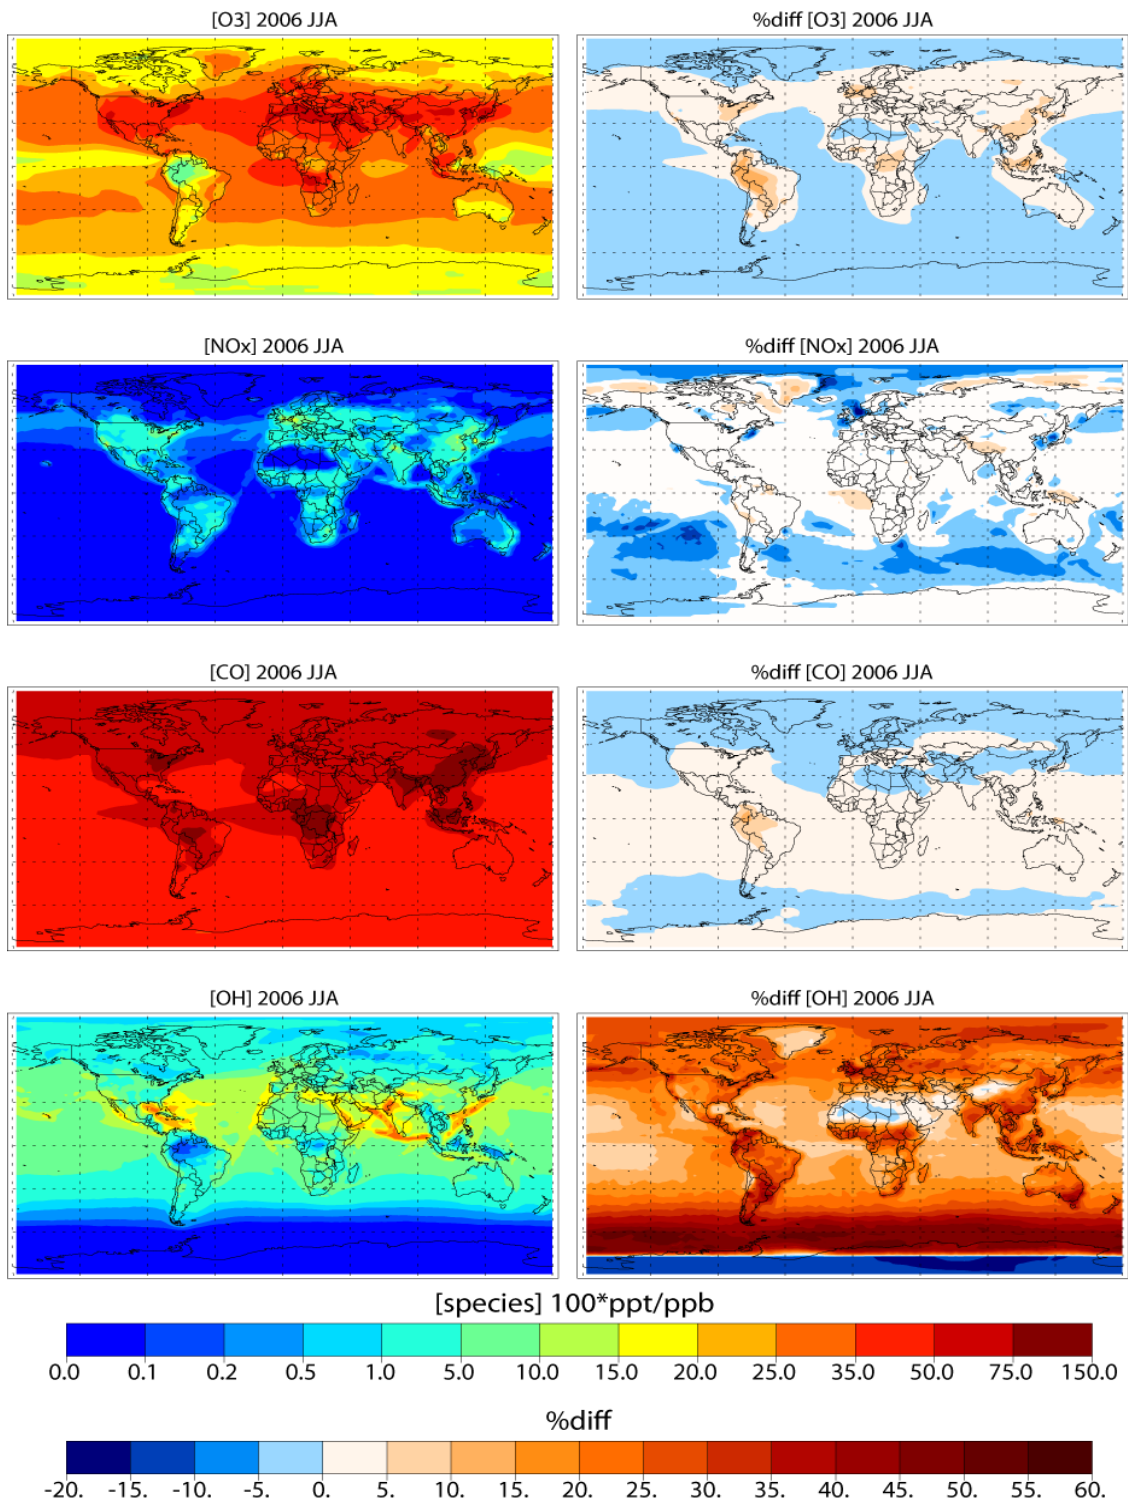 [O3] 2006 JJA
%diff [O3] 2006 JJA
[NOx] 2006 JJA
%diff [NOx] 2006 JJA
[CO] 2006 JJA
%diff [CO] 2006 JJA
[OH] 2006 JJA
%diff [OH] 2006 JJA
[species] 100*ppt/ppb
0.0 0.1 0.2 0.5 1.0 5.0 10.0 15.0 20.0 25.0 35.0 50.0 75.0 150.0
%diff
-20. -15. -10. -5. 0. 5. 10. 15. 20. 25. 30. 35. 40. 45. 50. 55. 60.